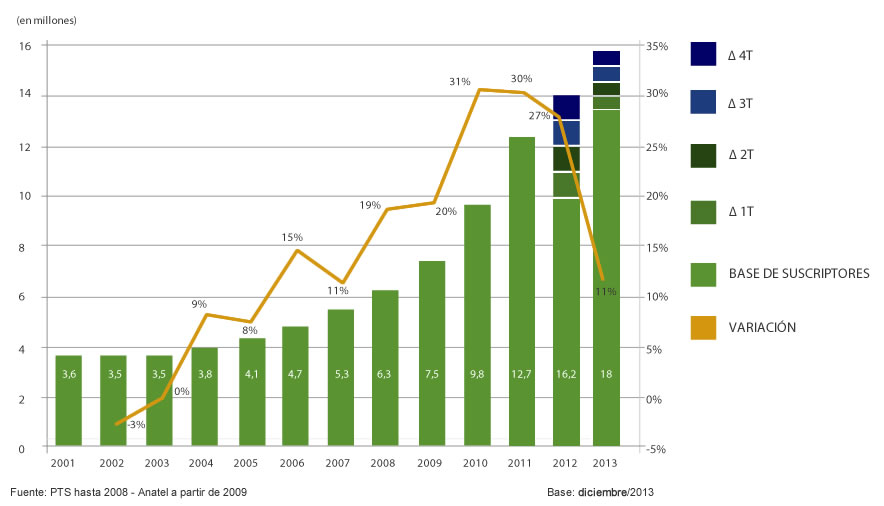 (en millones)
16 35%
14 30%
12 25%
10 20%
8 15%
6 10%
4 5%
2 0%
0 -5%
-3%
0%
9%
8%
15%
11%
19%
20%
31%
30%
27%
11%
3,6 3,5 3,5 3,8 4,1 4,7 5,3 6,3 7,5 9,8 12,7 16,2 18
2001 2002 2003 2004 2005 2006 2007 2008 2009 2010 2011 2012 2013
Δ 4T
Δ 3T
Δ 2T
Δ 1T
BASE DE SUSCRIPTORES
VARIACIÓN
Fuente: PTS hasta 2008 - Anatel a partir de 2009
Base: diciembre/2013